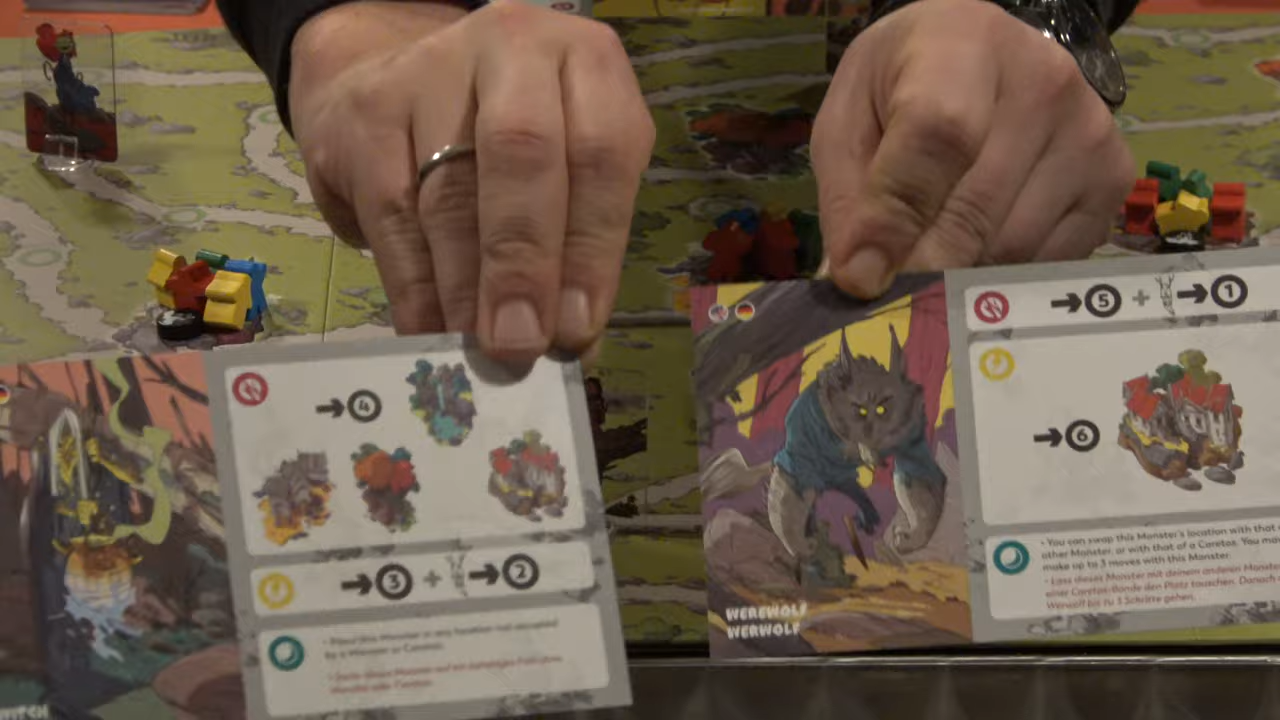 4
3 + 2
• Place this Monster on any location not occupied
by a Monster or Caretos.
WITCH
5 + 1
6
• You can swap this Monster's location with that
other Monster, or with that of a Caretos. You may
make up to 3 moves with this Monster.
• Lass dieses Monster mit deinem anderen Monster
einer Caretos-Bande den Platz tauschen. Danach
Werwolf bis zu 3 Schritte gehen.
WEREWOLF
WERWOLF